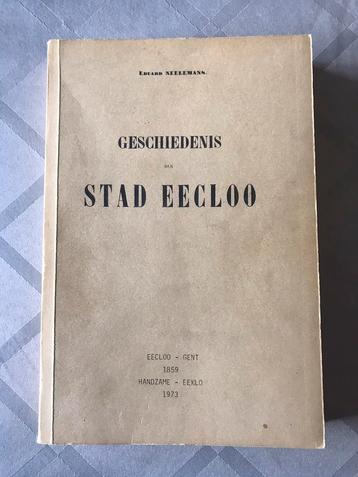 Eduard NEELEMANS.
GESCHIEDENIS
DER
STAD EECLOO
EECLOO - GENT
1859
HANDZAME - EEKLO
1973